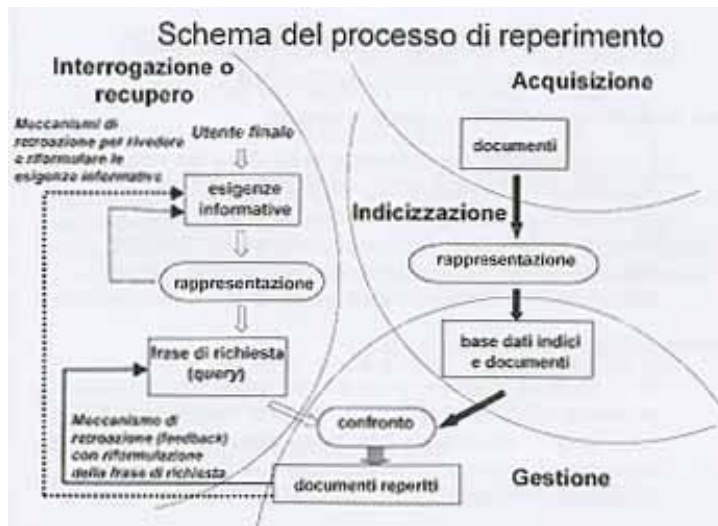 Schema del processo di reperimento
Interrogazione o
recupero
Acquisizione
Meccanismi di
retroazione per rivedere
e riformulare le
esigenze informative
Utente finale
documenti
esigenze
informative
Indicizzazione
rappresentazione
rappresentazione
base dati indici
e documenti
frase di richiesta
(query)
Meccanismo di
retroazione (feedback)
con riformulazione
della frase di richiesta
confronto
documenti reperiti
Gestione